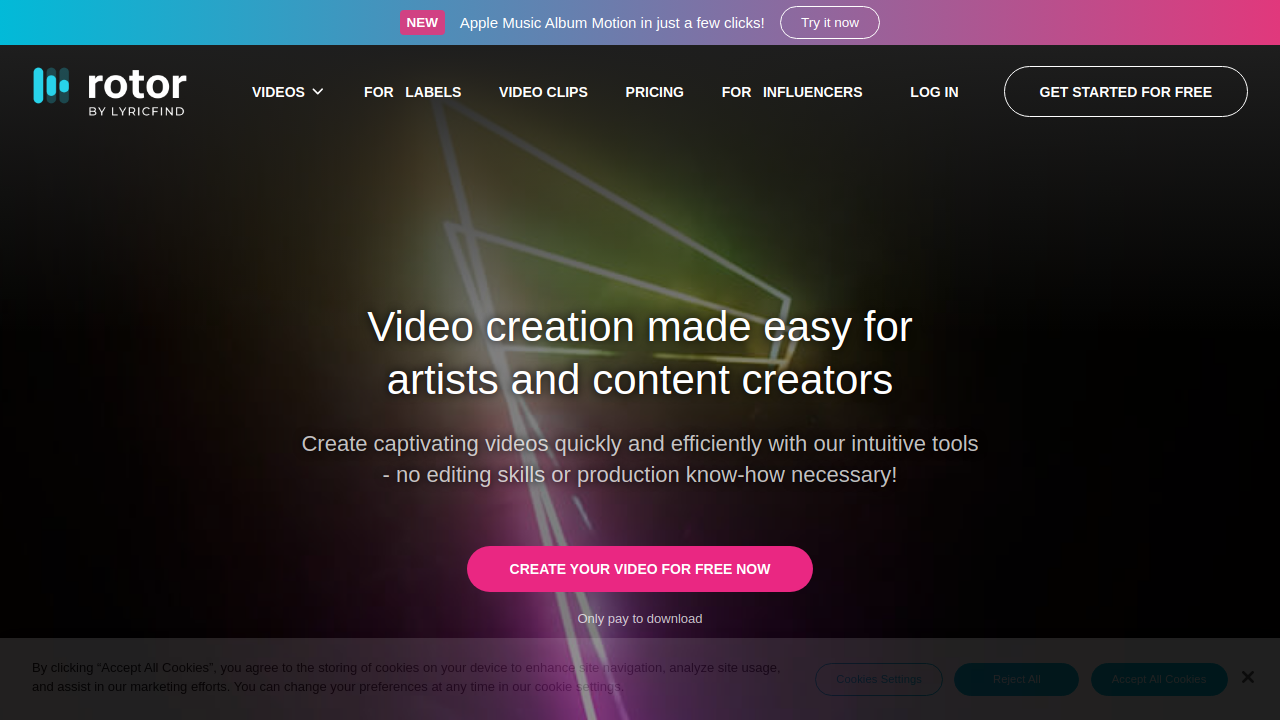 NEW Apple Music Album Motion in just a few clicks! Try it now
rotor
BY LYRICFIND
VIDEOS FOR LABELS VIDEO CLIPS PRICING FOR INFLUENCERS LOG IN GET STARTED FOR FREE
Video creation made easy for
artists and content creators
Create captivating videos quickly and efficiently with our intuitive tools
- no editing skills or production know-how necessary!
CREATE YOUR VIDEO FOR FREE NOW
Only pay to download
By clicking “Accept All Cookies”, you agree to the storing of cookies on your device to enhance site navigation, analyze site usage,
and assist in our marketing efforts. You can change your preferences at any time in our cookie settings.
Cookies Settings Reject All Accept All Cookies